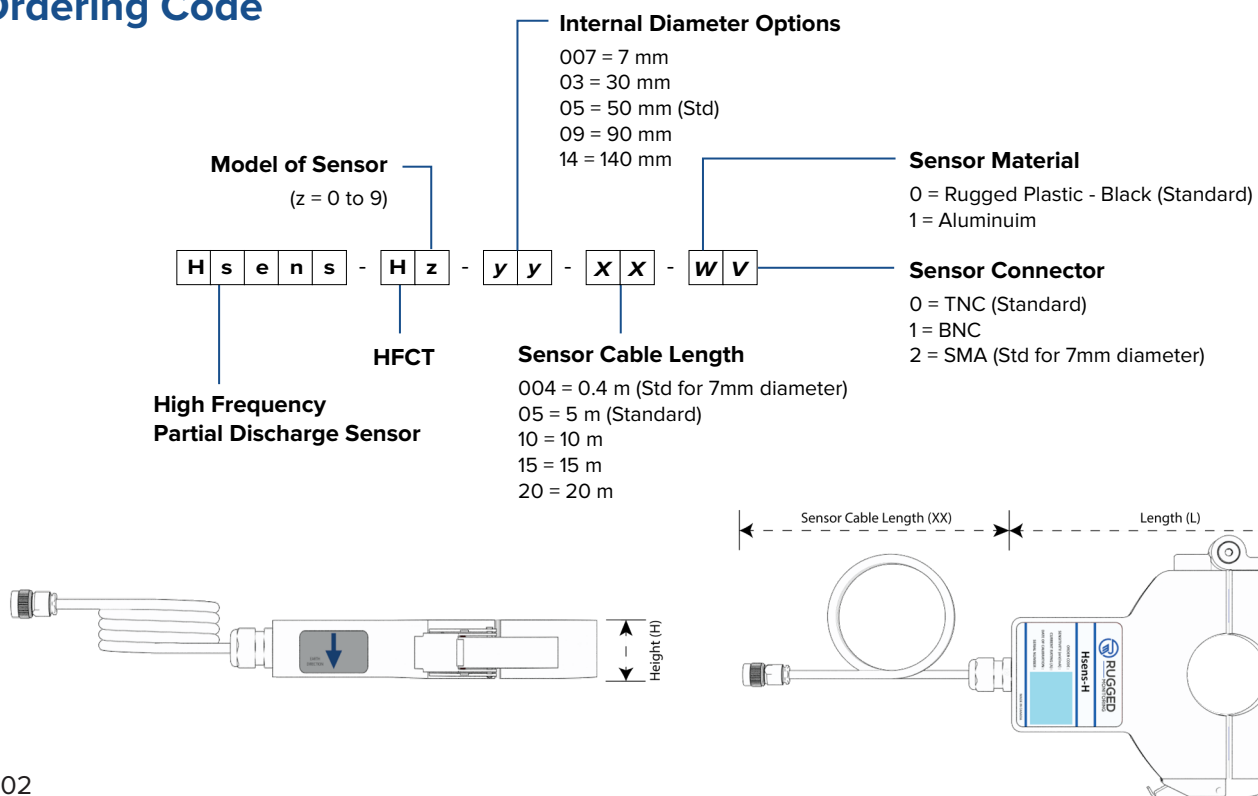 Ordering Code
Internal Diameter Options
007 = 7 mm
03 = 30 mm
05 = 50 mm (Std)
09 = 90 mm
14 = 140 mm
Model of Sensor
(z = 0 to 9)
Sensor Material
0 = Rugged Plastic - Black (Standard)
1 = Aluminuim
H s e n s - H z - y y - X X - W V
Sensor Connector
0 = TNC (Standard)
1 = BNC
2 = SMA (Std for 7mm diameter)
HFCT
Sensor Cable Length
004 = 0.4 m (Std for 7mm diameter)
05 = 5 m (Standard)
10 = 10 m
15 = 15 m
20 = 20 m
High Frequency
Partial Discharge Sensor
Sensor Cable Length (XX)
Length (L)
Height (H)
RUGGED
MONITORING
Hsens-H
02